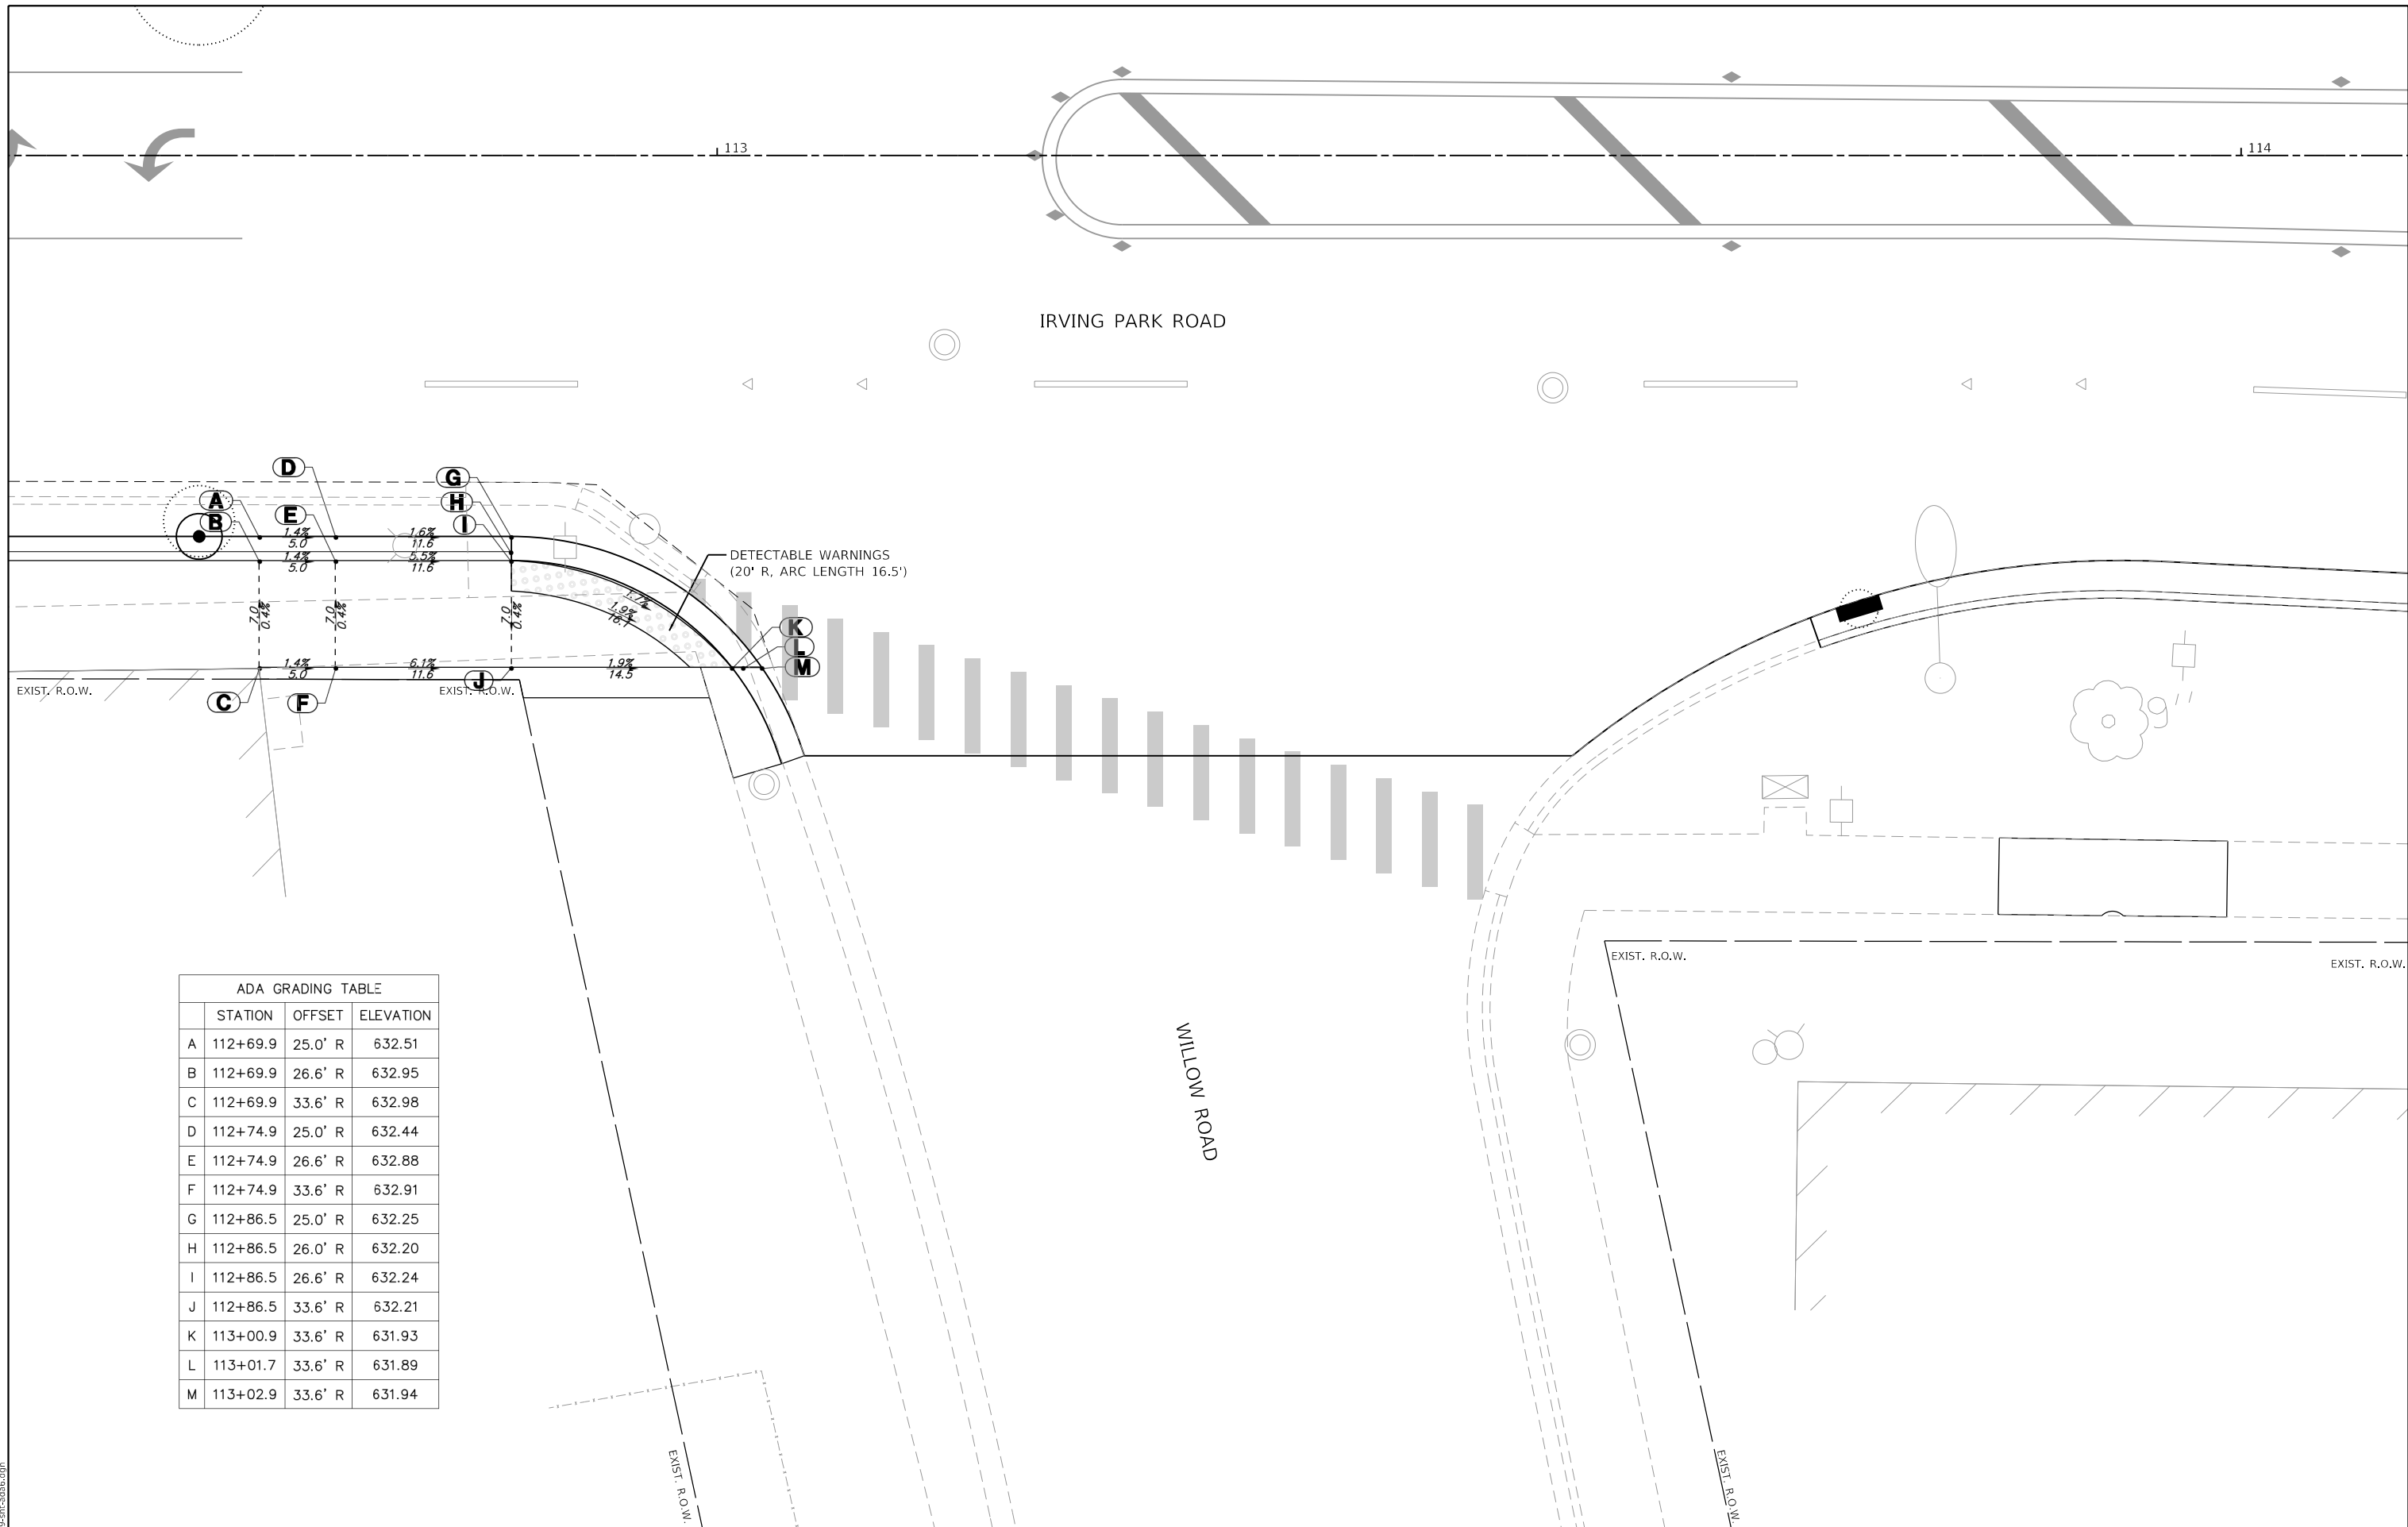 113
114
IRVING PARK ROAD
D
G
A
H
B
E
I
1.4%
5.0
1.6%
11.6
1.4%
5.0
5.5%
11.6
DETECTABLE WARNINGS
(20' R, ARC LENGTH 16.5')
7.0
0.4%
7.0
0.4%
7.0
0.4%
1.7%
1.9%
16.1
K
L
M
1.4%
5.0
6.1%
11.6
1.9%
14.5
J
EXIST. R.O.W.
EXIST. R.O.W.
C
F
EXIST. R.O.W.
EXIST. R.O.W.
WILLOW ROAD
ADA GRADING TABLE
STATION OFFSET ELEVATION
A 112+69.9 25.0' R 632.51
B 112+69.9 26.6' R 632.95
C 112+69.9 33.6' R 632.98
D 112+74.9 25.0' R 632.44
E 112+74.9 26.6' R 632.88
F 112+74.9 33.6' R 632.91
G 112+86.5 25.0' R 632.25
H 112+86.5 26.0' R 632.20
I 112+86.5 26.6' R 632.24
J 112+86.5 33.6' R 632.21
K 113+00.9 33.6' R 631.93
L 113+01.7 33.6' R 631.89
M 113+02.9 33.6' R 631.94
EXIST. R.O.W.
EXIST. R.O.W.